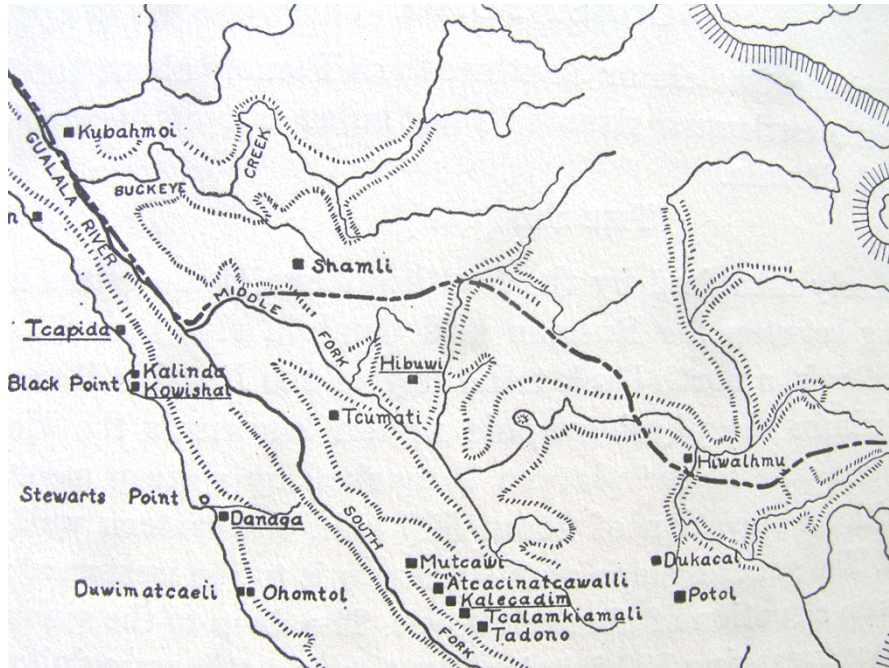 Kubahmoi
GUALALA RIVER
BUCKEYE CREEK
n
Shamli
MIDDLE FORK
Tcapida
Hibuwi
Kalinda
Black Point
Kowishal
Tcumati
Hiwalhmu
Stewarts Point
Danaga
SOUTH FORK
Mutcawi
Dukacal
Atcacinatcawalli
Duwimatcaeli
Ohomtol
Kalecadim
Potol
Tcalamkiamali
Tadono